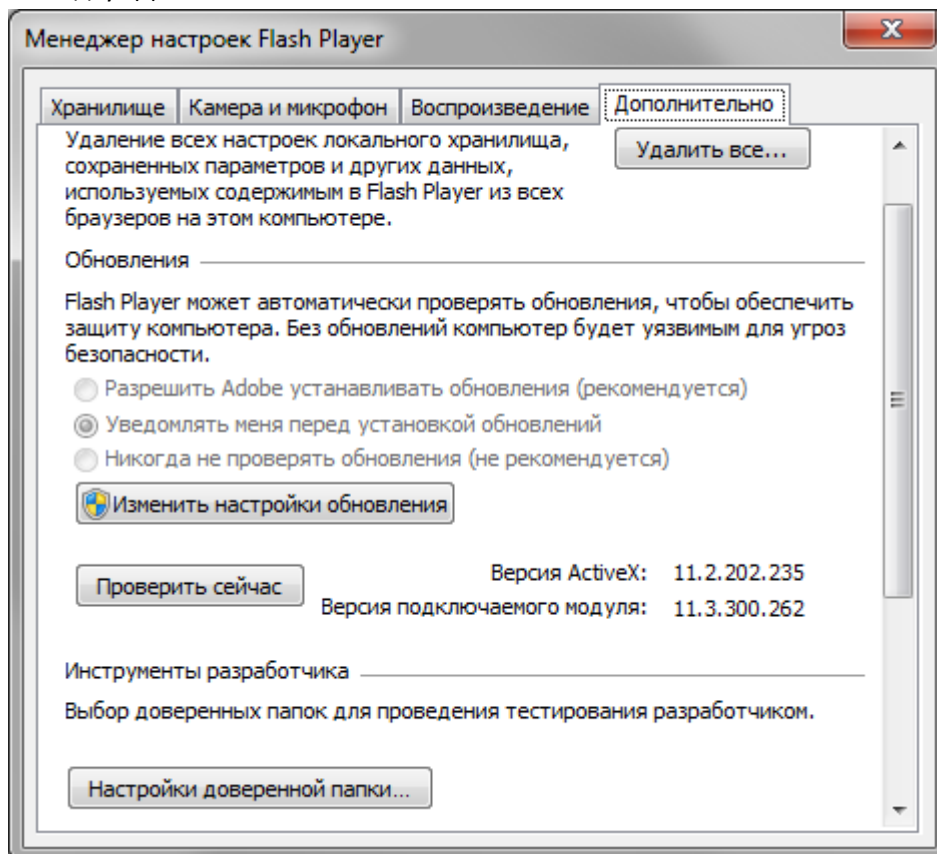 Менеджер настроек Flash Player
Хранилище Камера и микрофон Воспроизведение Дополнительно
Удаление всех настроек локального хранилища,
сохраненных параметров и других данных,
используемых содержимым в Flash Player из всех
браузеров на этом компьютере.
Удалить все...
Обновления
Flash Player может автоматически проверять обновления, чтобы обеспечить
защиту компьютера. Без обновлений компьютер будет уязвимым для угроз
безопасности.
Разрешить Adobe устанавливать обновления (рекомендуется)
Уведомлять меня перед установкой обновлений
Никогда не проверять обновления (не рекомендуется)
Изменить настройки обновления
Проверить сейчас
Версия ActiveX: 11.2.202.235
Версия подключаемого модуля: 11.3.300.262
Инструменты разработчика
Выбор доверенных папок для проведения тестирования разработчиком.
Настройки доверенной папки...